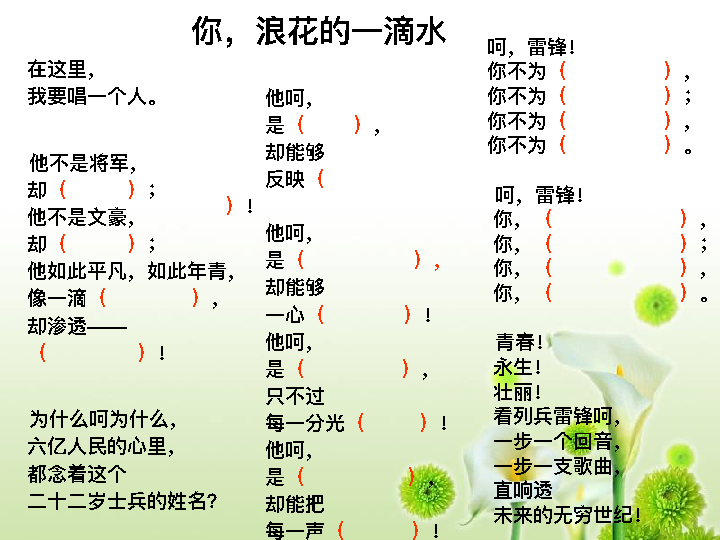 你，浪花的一滴水
在这里，
我要唱一个人。
他不是将军，
却（　　　）；
他不是文豪，
却（　　　）；
他如此平凡，如此年青，
像一滴（　　　　），
却渗透——
（　　　　）！
为什么呵为什么，
六亿人民的心里，
都念着这个
二十二岁士兵的姓名？
他呵，
是（　　），
却能够
反映（
）！
他呵，
是（　　　　　），
却能够
一心（　　　　）！
他呵，
是（　　　　），
只不过
每一分光（　　）！
他呵，
是（　　　　　），
却能把
每一声（　　　）！
呵，雷锋！
你不为（　　　　），
你不为（　　　　）；
你不为（　　　　），
你不为（　　　　）。
呵，雷锋！
你，（　　　　　　），
你，（　　　　　　）；
你，（　　　　　　），
你，（　　　　　　）。
青春！
永生！
壮丽！
看列兵雷锋呵，
一步一个回音，
一步一支歌曲，
直响透
未来的无穷世纪！